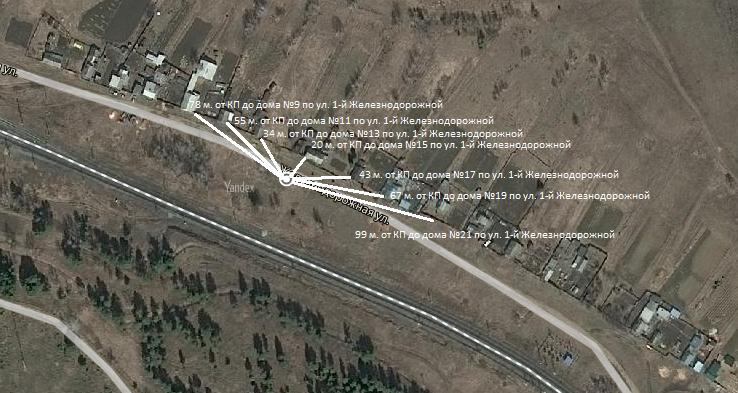 ул.
78 м. от КП до дома №9 по ул. 1-й Железнодорожной
55 м. от КП до дома №11 по ул. 1-й Железнодорожной
34 м. от КП до дома №13 по ул. 1-й Железнодорожной
20 м. от КП до дома №15 по ул. 1-й Железнодорожной
43 м. от КП до дома №17 по ул. 1-й Железнодорожной
Yandex
67 м. от КП до дома №19 по ул. 1-й Железнодорожной
дорожная ул.
99 м. от КП до дома №21 по ул. 1-й Железнодорожной